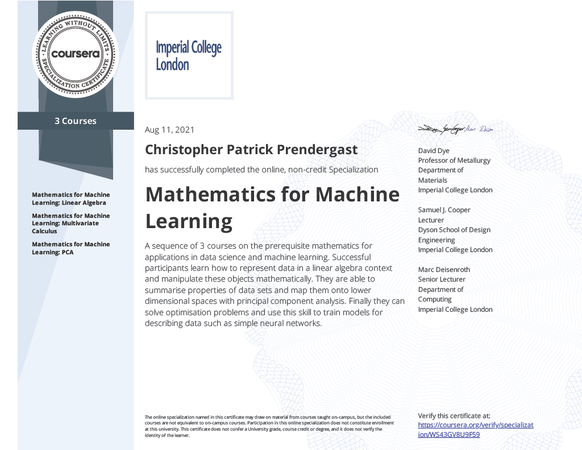 LEARNING WITHOUT LIMITS
coursera
SPECIALIZATION CERTIFICATE
3 Courses
Mathematics for Machine
Learning: Linear Algebra
Mathematics for Machine
Learning: Multivariate
Calculus
Mathematics for Machine
Learning: PCA
Imperial College
London
Aug 11, 2021
Christopher Patrick Prendergast
has successfully completed the online, non-credit Specialization
Mathematics for Machine
Learning
A sequence of 3 courses on the prerequisite mathematics for
applications in data science and machine learning. Successful
participants learn how to represent data in a linear algebra context
and manipulate these objects mathematically. They are able to
summarise properties of data sets and map them onto lower
dimensional spaces with principal component analysis. Finally they can
solve optimisation problems and use this skill to train models for
describing data such as simple neural networks.
David Dye
Professor of Metallurgy
Department of
Materials
Imperial College London
Samuel J. Cooper
Lecturer
Dyson School of Design
Engineering
Imperial College London
Marc Deisenroth
Senior Lecturer
Department of
Computing
Imperial College London
The online specialization named in this certificate may draw on material from courses taught on-campus, but the included
courses are not equivalent to on-campus courses. Participation in this online specialization does not constitute enrollment
at this university. This certificate does not confer a University grade, course credit or degree, and it does not verify the
identity of the learner.
Verify this certificate at:
https://coursera.org/verify/specializat
ion/WS43GV8U9F59